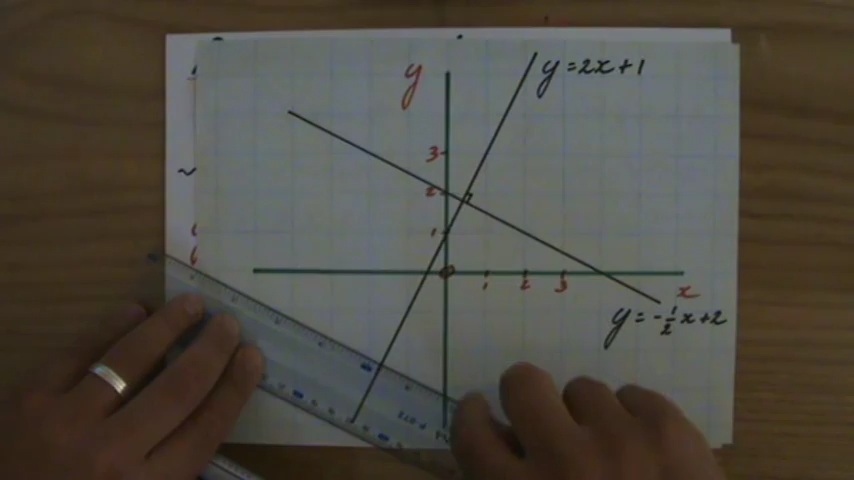 y
y = 2x + 1
3
2
1
0
1 2 3
x
y = -½x + 2